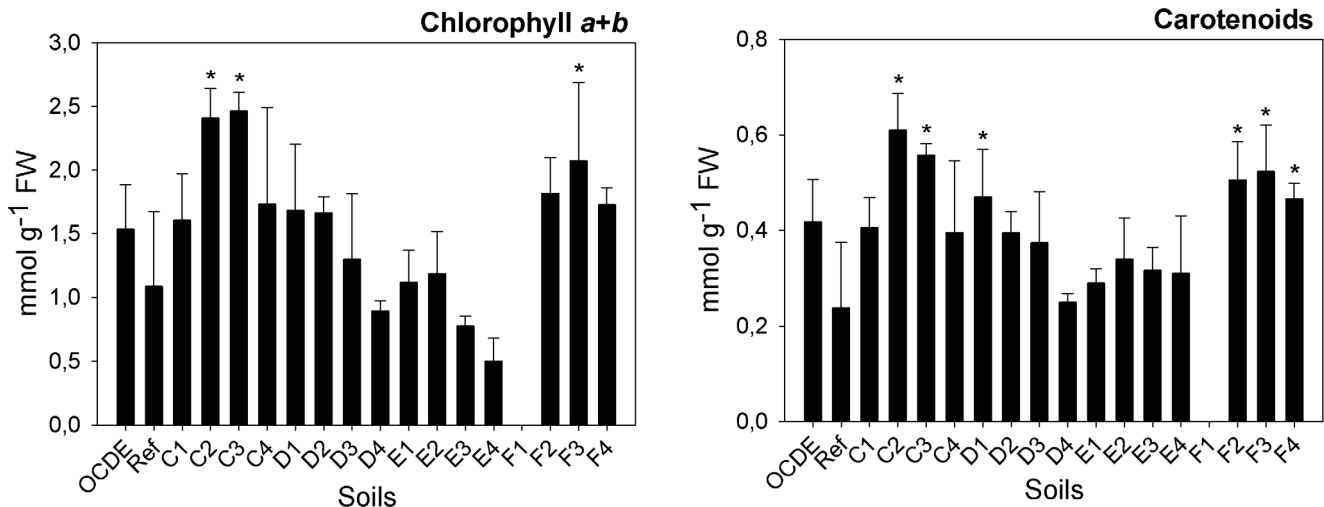 Chlorophyll a+b
3,0
2,5
2,0
1,5
1,0
0,5
0,0
mmol g-1 FW
* * *
OCDE Ref C1 C2 C3 C4 D1 D2 D3 D4 E1 E2 E3 E4 F1 F2 F3 F4
Soils
Carotenoids
0,8
0,6
0,4
0,2
0,0
mmol g-1 FW
* * * * * *
OCDE Ref C1 C2 C3 C4 D1 D2 D3 D4 E1 E2 E3 E4 F1 F2 F3 F4
Soils